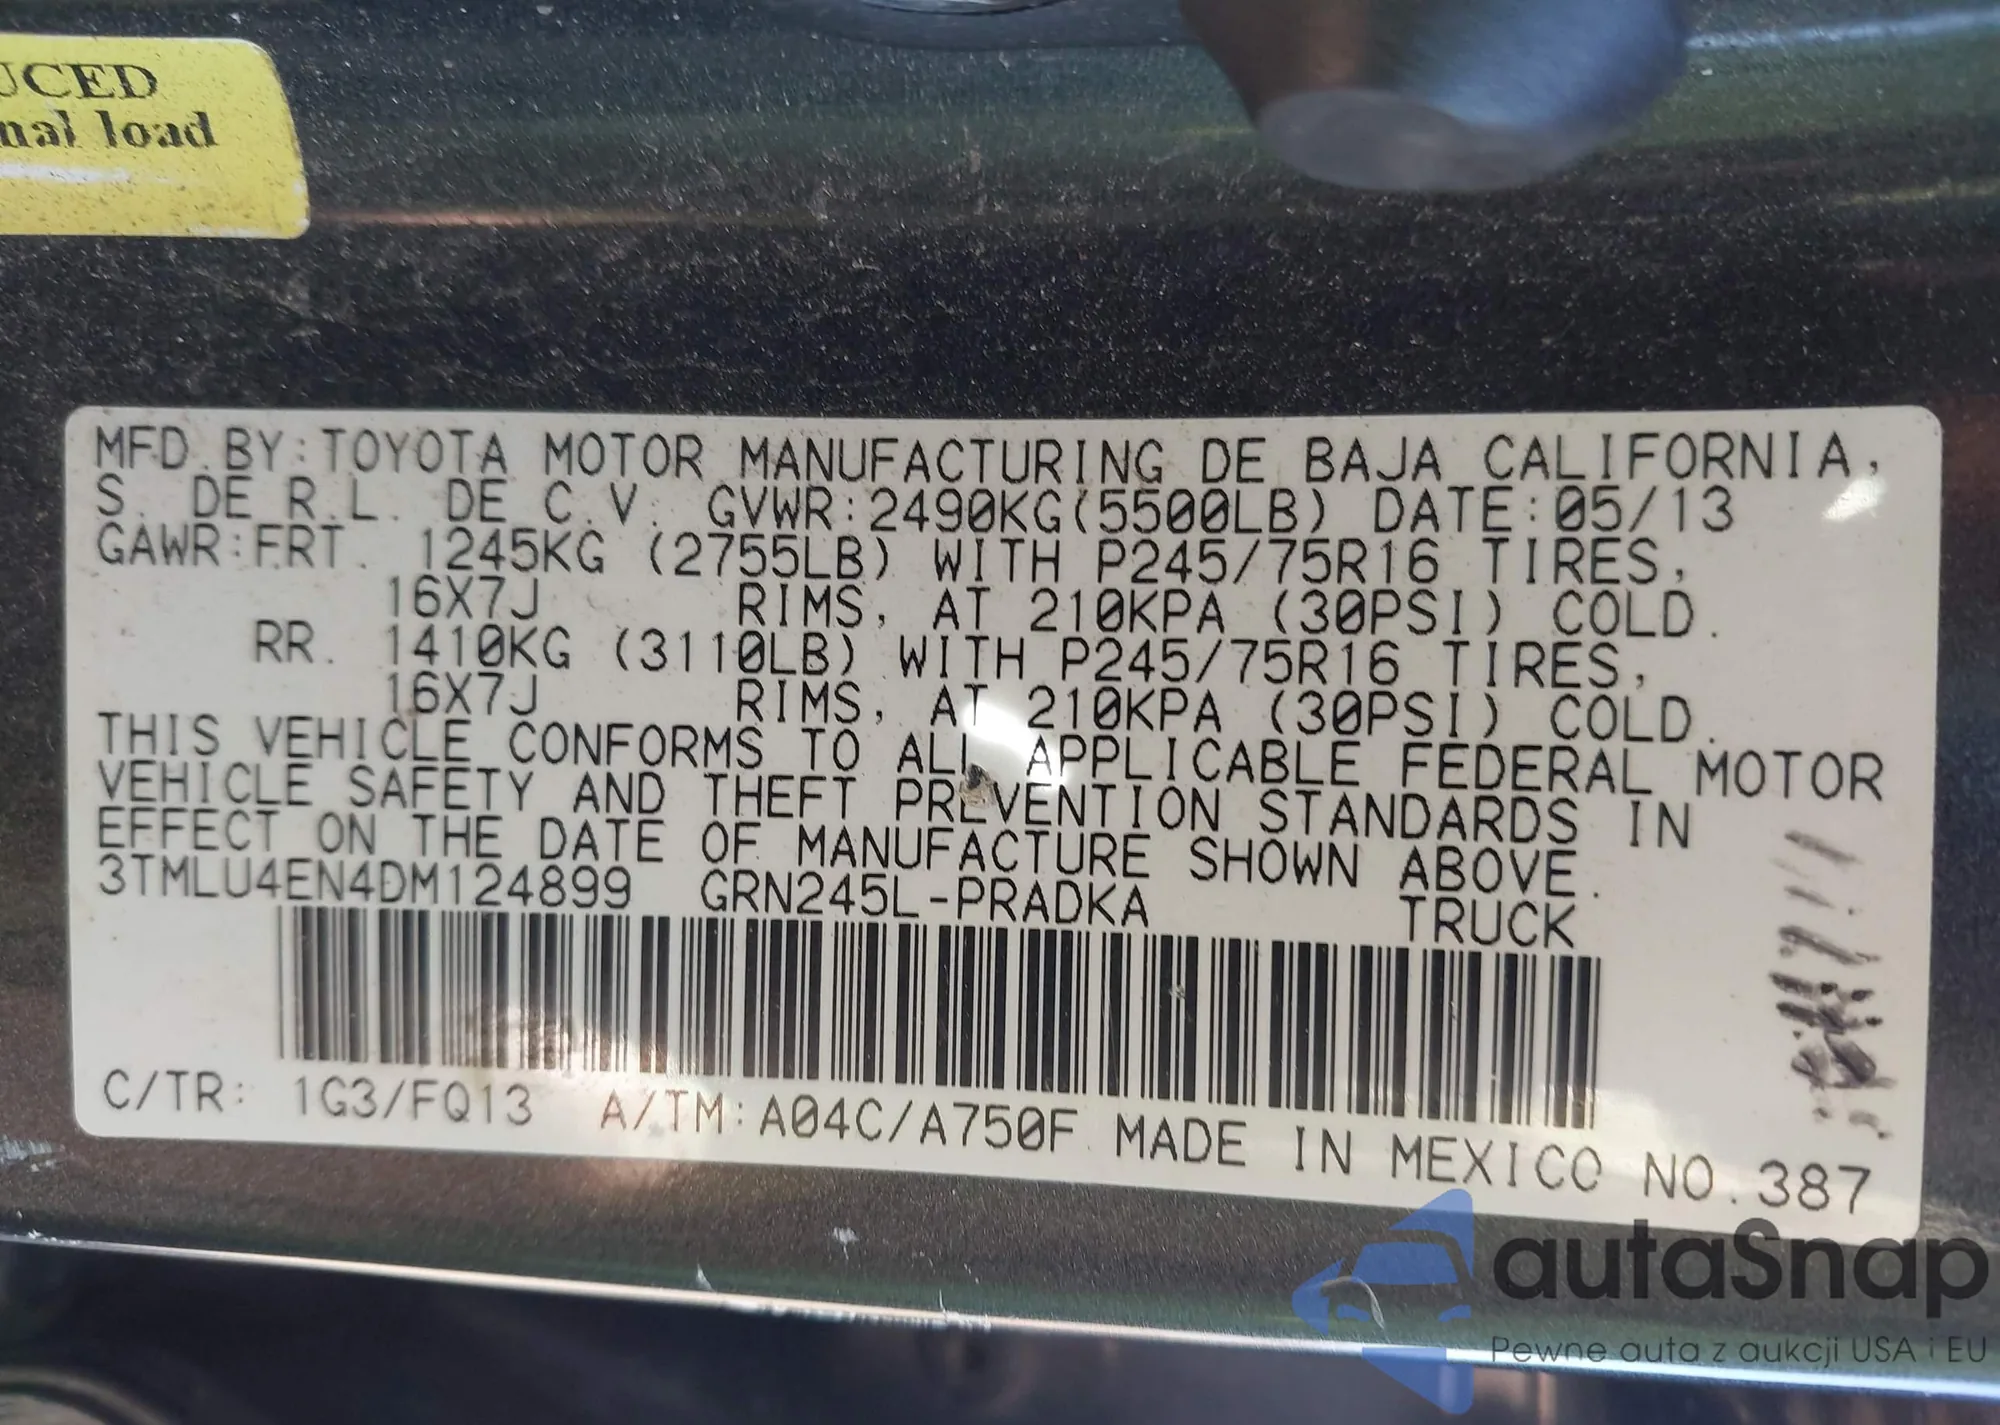 UCED
nal load
MFD.BY:TOYOTA MOTOR MANUFACTURING DE BAJA CALIFORNIA,
S. DE R.L. DE C.V. GVWR:2490KG(5500LB) DATE:05/13
GAWR:FRT. 1245KG (2755LB) WITH P245/75R16 TIRES,
16X7J RIMS, AT 210KPA (30PSI) COLD.
RR. 1410KG (3110LB) WITH P245/75R16 TIRES,
16X7J RIMS, AT 210KPA (30PSI) COLD.
THIS VEHICLE CONFORMS TO ALL APPLICABLE FEDERAL MOTOR
VEHICLE SAFETY AND THEFT PREVENTION STANDARDS IN
EFFECT ON THE DATE OF MANUFACTURE SHOWN ABOVE.
3TMLU4EN4DM124899 GRN245L-PRADKA TRUCK
C/TR: 1G3/FQ13 A/TM:A04C/A750F MADE IN MEXICO NO.387
autaSnap
Pewne auta z aukcji USA i EU